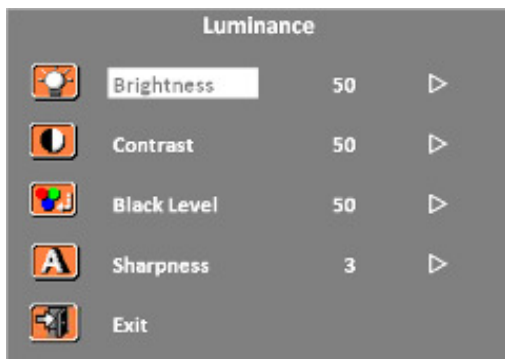 Luminance
Brightness 50
Contrast 50
Black Level 50
Sharpness 3
Exit